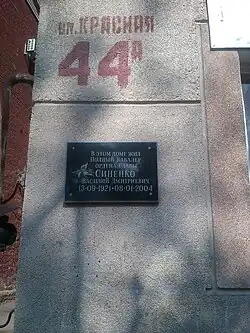 ул. КРАСНАЯ
44а
В этом доме жил
Полный кавалер
ордена Славы
Синенко
Василий Дмитриевич
13·09·1921-08·01·2004